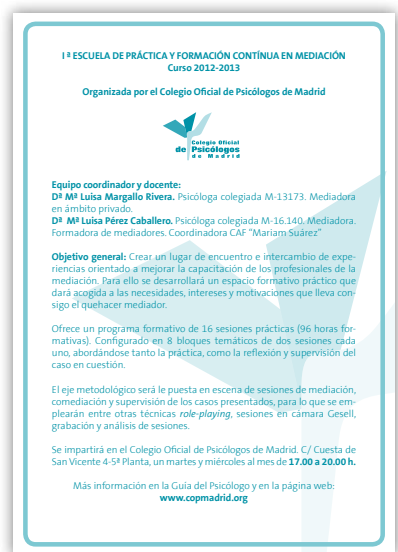 I ª ESCUELA DE PRÁCTICA Y FORMACIÓN CONTÍNUA EN MEDIACIÓN
Curso 2012-2013
Organizada por el Colegio Oficial de Psicólogos de Madrid
Colegio Oficial
de Psicólogos
de Madrid
Equipo coordinador y docente:
Dª Mª Luisa Margallo Rivera. Psicóloga colegiada M-13173. Mediadora
en ámbito privado.
Dª Mª Luisa Pérez Caballero. Psicóloga colegiada M-16.140. Mediadora.
Formadora de mediadores. Coordinadora CAF "Mariam Suárez"
Objetivo general: Crear un lugar de encuentro e intercambio de expe-
riencias orientado a mejorar la capacitación de los profesionales de la
mediación. Para ello se desarrollará un espacio formativo práctico que
dará acogida a las necesidades, intereses y motivaciones que lleva con-
sigo el quehacer mediador.
Ofrece un programa formativo de 16 sesiones prácticas (96 horas for-
mativas). Configurado en 8 bloques temáticos de dos sesiones cada
uno, abordándose tanto la práctica, como la reflexión y supervisión del
caso en cuestión.
El eje metodológico será le puesta en escena de sesiones de mediación,
comediación y supervisión de los casos presentados, para lo que se em-
plearán entre otras técnicas role-playing, sesiones en cámara Gesell,
grabación y análisis de sesiones.
Se impartirá en el Colegio Oficial de Psicólogos de Madrid. C/ Cuesta de
San Vicente 4-5ª Planta, un martes y miércoles al mes de 17.00 a 20.00 h.
Más información en la Guía del Psicólogo y en la página web:
www.copmadrid.org